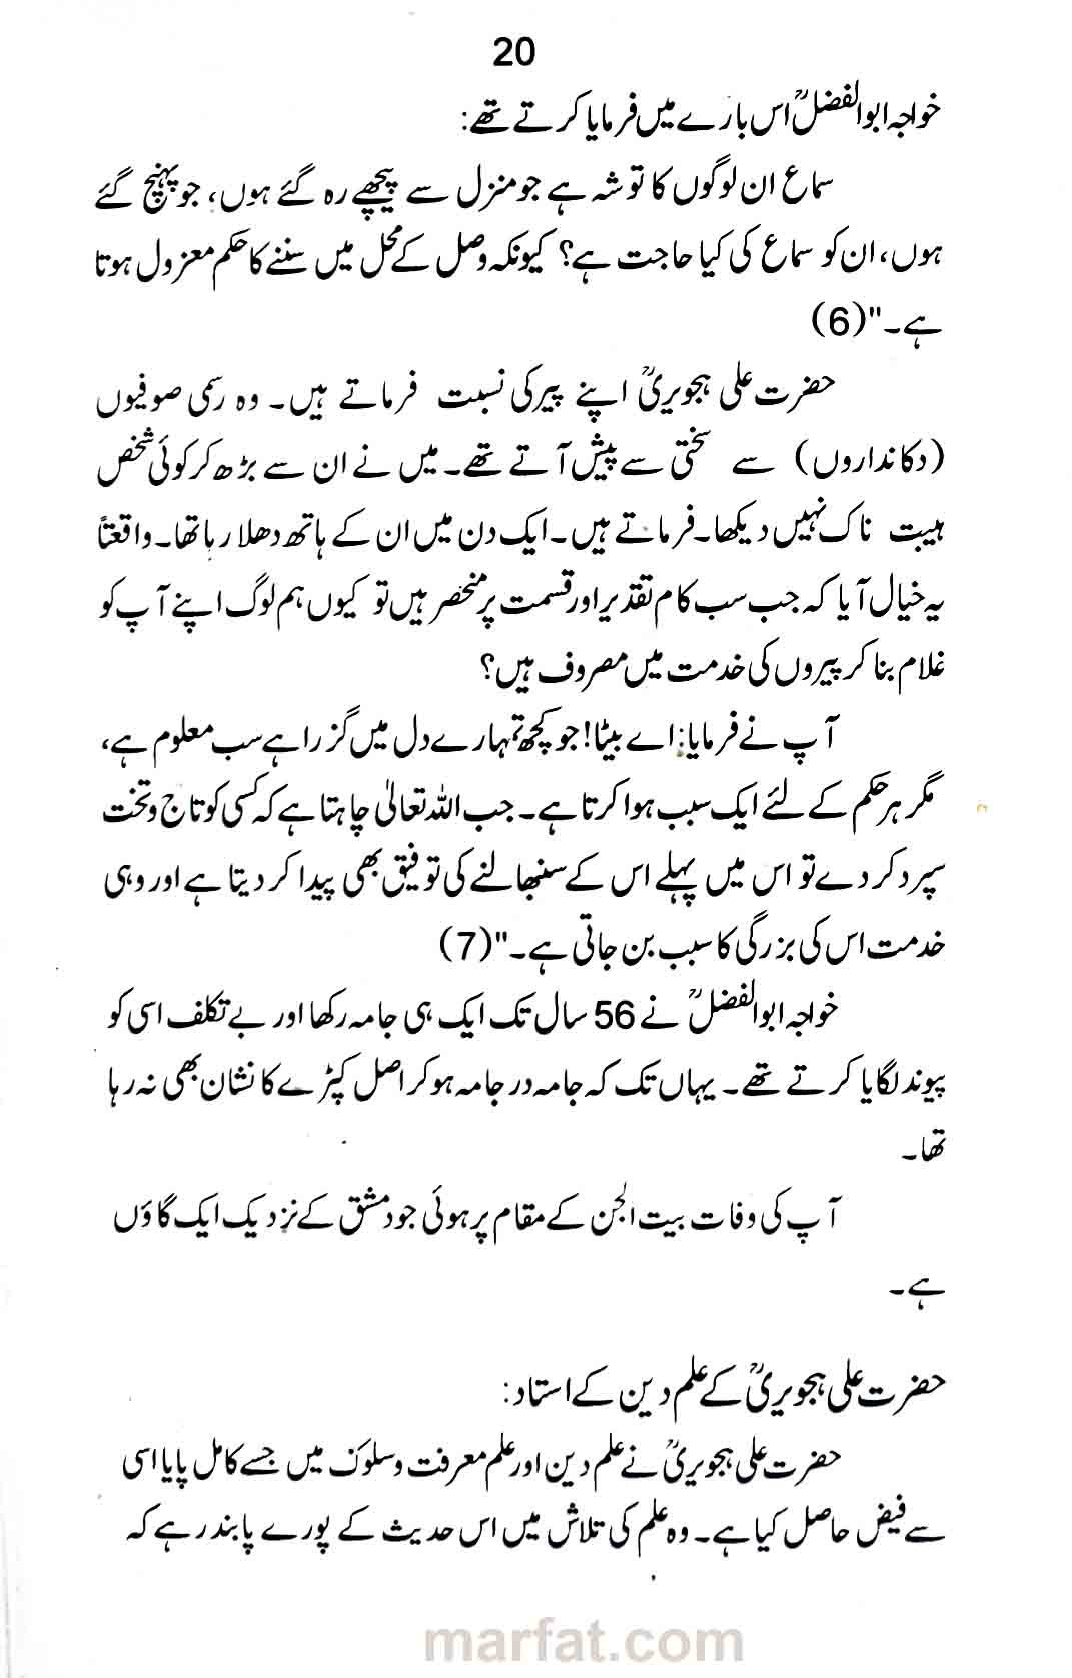 20
خواجہ ابوالفضلؒ اس بارے میں فرمایا کرتے تھے:
سماع ان لوگوں کا توشہ ہے جو منزل سے پیچھے رہ گئے ہوں، جو پہنچ گئے
ہوں، ان کو سماع کی کیا حاجت ہے؟ کیونکہ وصل کے محل میں سننے کا حکم معزول ہوتا
ہے۔"(6)
حضرت علی ہجویریؒ اپنے پیر کی نسبت فرماتے ہیں۔ وہ رسمی صوفیوں
(دکانداروں) سے سختی سے پیش آتے تھے۔ میں نے ان سے بڑھ کر کوئی شخص
ہیبت ناک نہیں دیکھا۔ فرماتے ہیں۔ ایک دن میں ان کے ہاتھ دھلا رہا تھا۔ واقعتاً
یہ خیال آیا کہ جب سب کام تقدیر اور قسمت پر منحصر ہیں تو کیوں ہم لوگ اپنے آپ کو
غلام بنا کر پیروں کی خدمت میں مصروف ہیں؟
آپ نے فرمایا: اے بیٹا! جو کچھ تمہارے دل میں گزرا ہے سب معلوم ہے،
مگر ہر حکم کے لئے ایک سبب ہوا کرتا ہے۔ جب اللہ تعالیٰ چاہتا ہے کہ کسی کو تاج و تخت
سپرد کر دے تو اس میں پہلے اس کے سنبھالنے کی توفیق بھی پیدا کر دیتا ہے اور وہی
خدمت اس کی بزرگی کا سبب بن جاتی ہے۔"(7)
خواجہ ابوالفضلؒ نے 56 سال تک ایک ہی جامہ رکھا اور بے تکلف اسی کو
پیوند لگایا کرتے تھے۔ یہاں تک کہ جامہ در جامہ ہو کر اصل کپڑے کا نشان بھی نہ رہا
تھا۔
آپ کی وفات بیت الجن کے مقام پر ہوئی جو دمشق کے نزدیک ایک گاؤں
ہے۔
حضرت علی ہجویریؒ کے علم دین کے استاد:
حضرت علی ہجویریؒ نے علم دین اور علم معرفت و سلوک میں جسے کامل پایا اسی
سے فیض حاصل کیا ہے۔ وہ علم کی تلاش میں اس حدیث کے پورے پابند رہے کہ
marfat.com